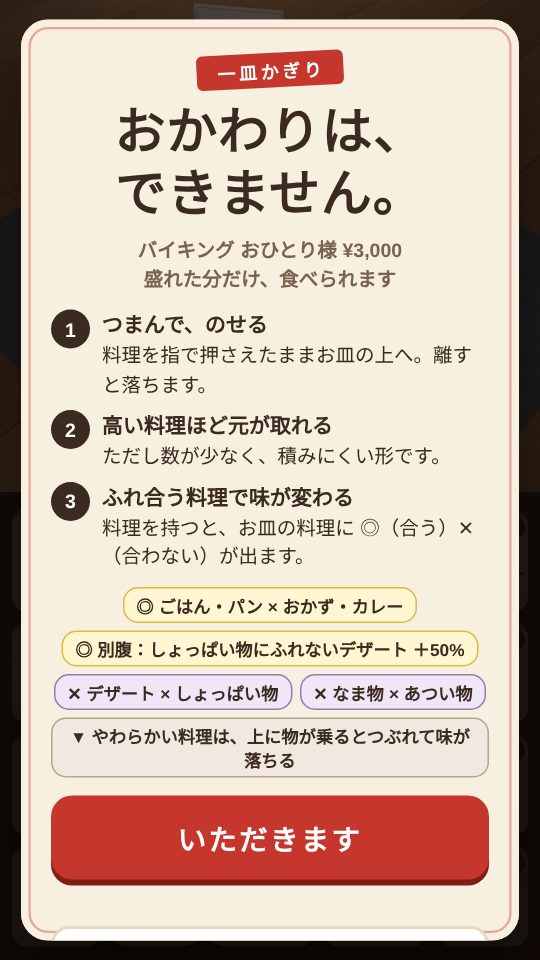 一皿かぎり
おかわりは、
できません。
バイキング おひとり様 ¥3,000
盛れた分だけ、食べられます
1 つまんで、のせる
料理を指で押さえたままお皿の上へ。離す
と落ちます。
2 高い料理ほど元が取れる
ただし数が少なく、積みにくい形です。
3 ふれ合う料理で味が変わる
料理を持つと、お皿の料理に ◎（合う）✕
（合わない）が出ます。
◎ ごはん・パン × おかず・カレー
◎ 別腹：しょっぱい物にふれないデザート ＋50%
✕ デザート × しょっぱい物
✕ なま物 × あつい物
▼ やわらかい料理は、上に物が乗るとつぶれて味が
落ちる
いただきます